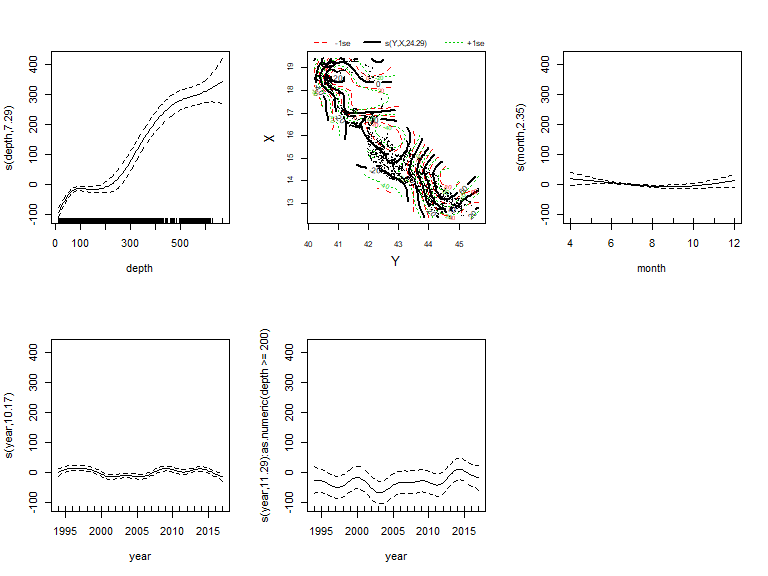 -1se s(Y,X,24.29) +1se
s(depth,7.29)
-100 0 100 200 300 400
0 100 300 500
depth
X
13 14 15 16 17 18 19
40 41 42 43 44 45
Y
s(month,2.35)
-100 0 100 200 300 400
4 6 8 10 12
month
s(year,10.17)
-100 0 100 200 300 400
1995 2000 2005 2010 2015
year
s(year,11.29):as.numeric(depth >= 200)
-100 0 100 200 300 400
1995 2000 2005 2010 2015
year